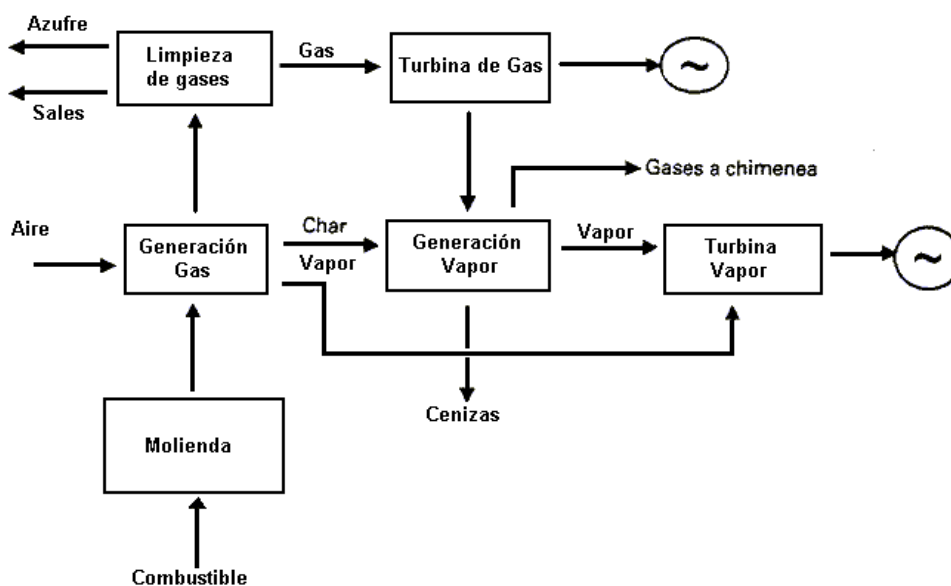 Azufre
Sales
Limpieza
de gases
Gas
Turbina de Gas
~
Gases a chimenea
Aire
Generación
Gas
Char
Vapor
Generación
Vapor
Vapor
Turbina
Vapor
~
Cenizas
Molienda
Combustible